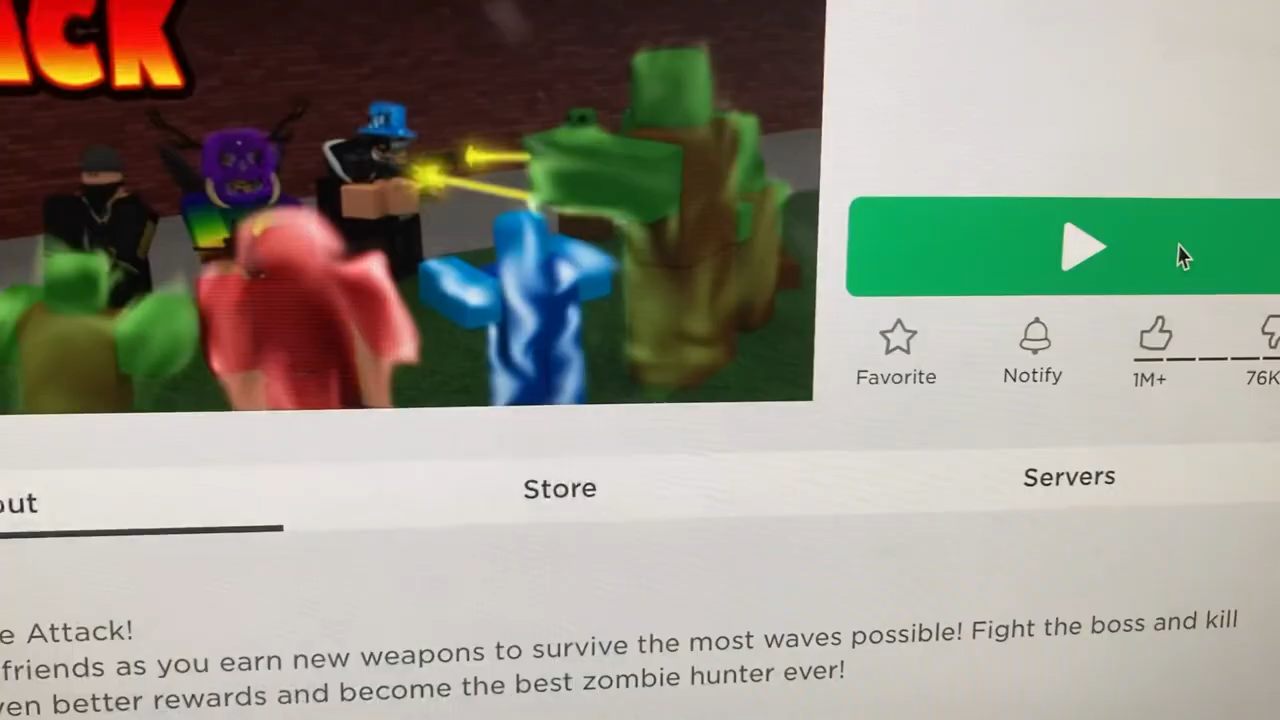 ACK
Favorite
Notify
1M+
76K
out
Store
Servers
e Attack!
friends as you earn new weapons to survive the most waves possible! Fight the boss and kill
ven better rewards and become the best zombie hunter ever!